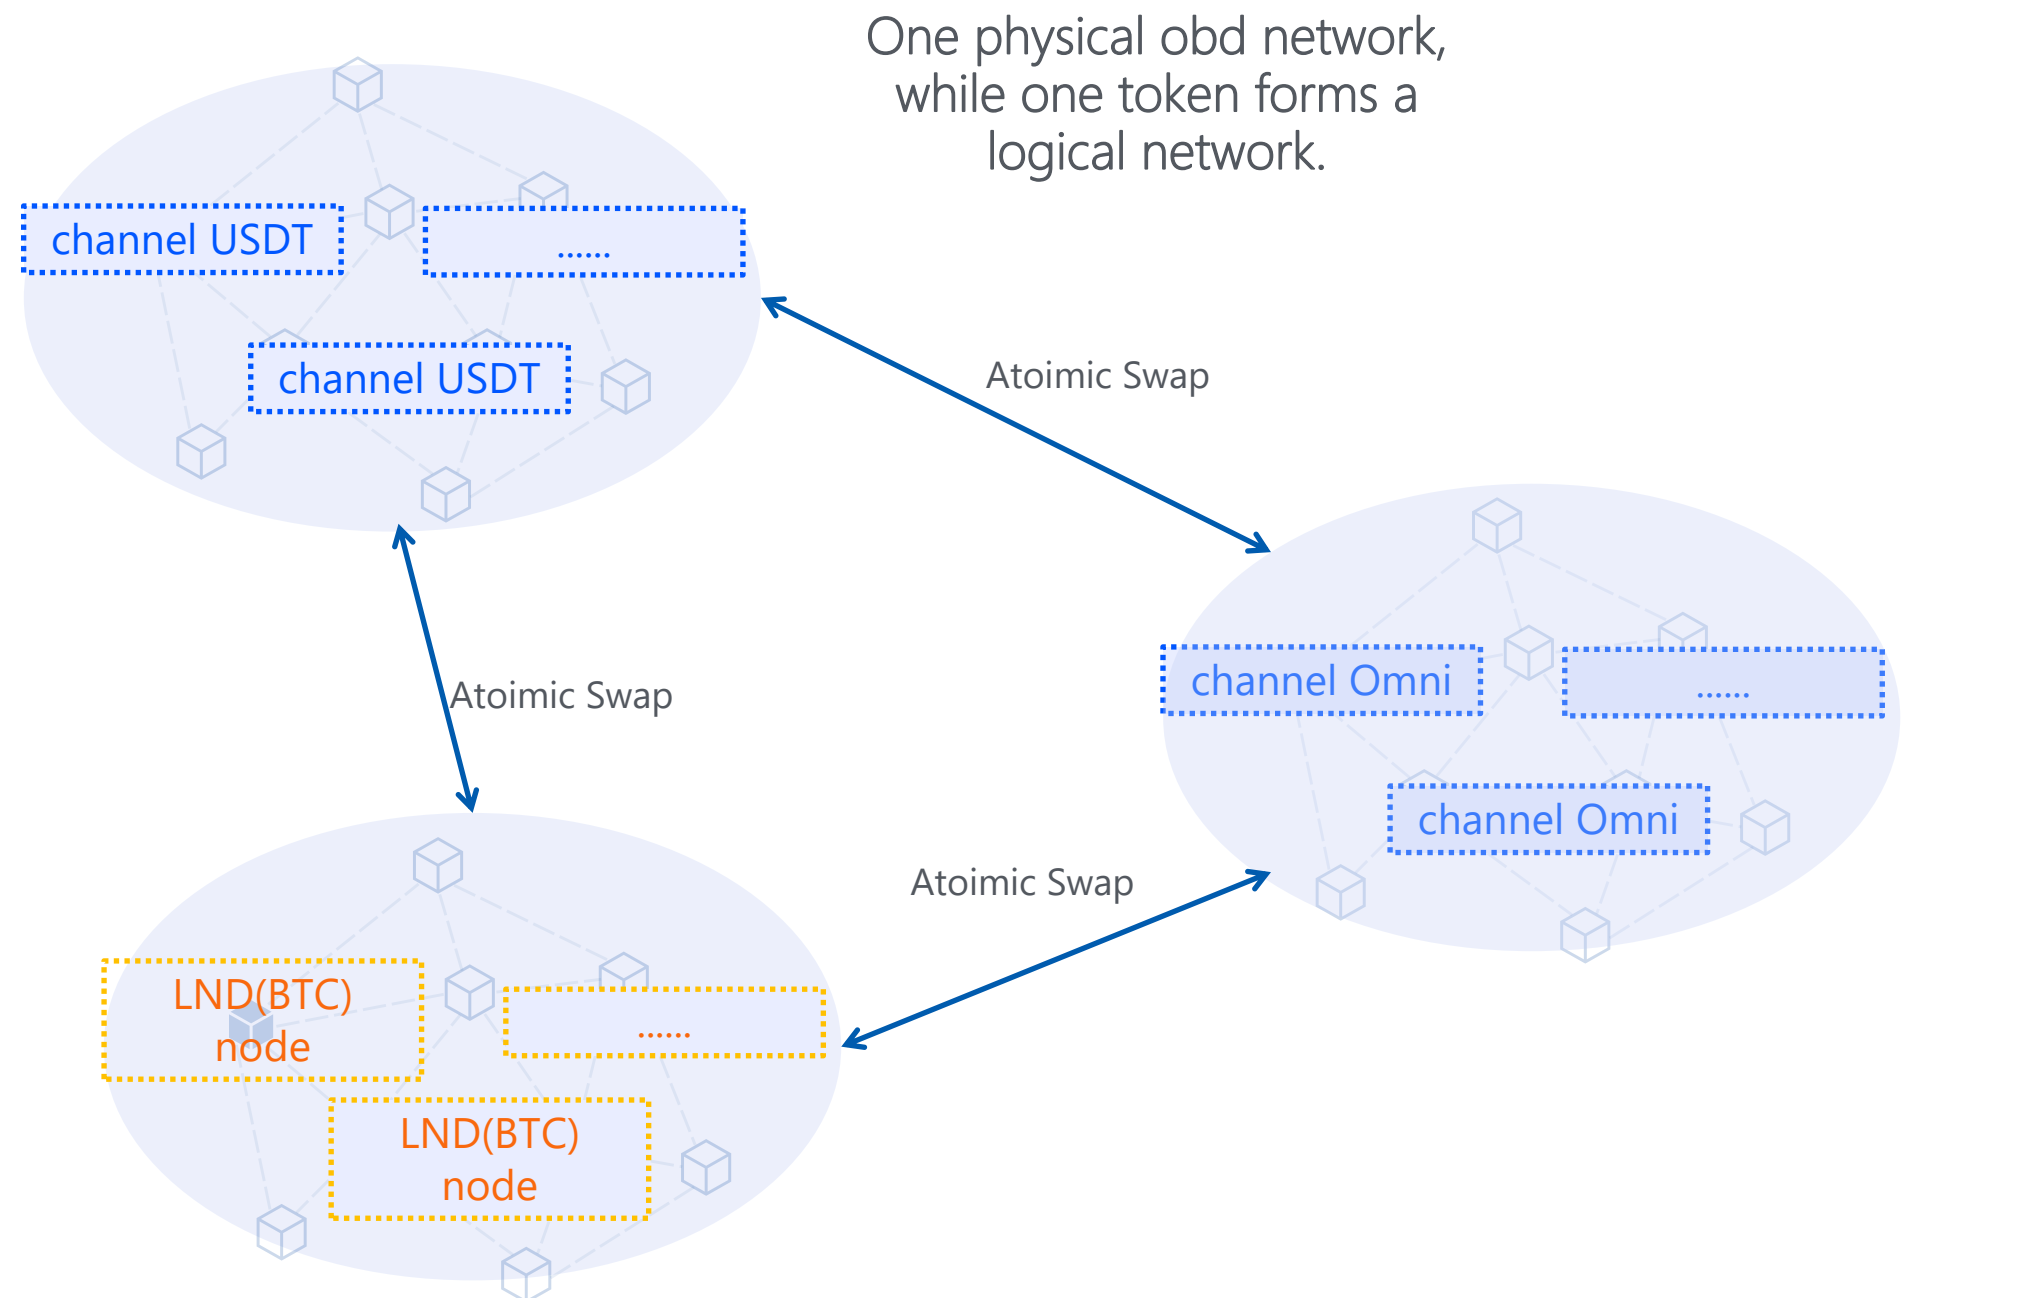 One physical obd network,
while one token forms a
logical network.
channel USDT
......
channel USDT
Atoimic Swap
Atoimic Swap
channel Omni
......
channel Omni
Atoimic Swap
LND(BTC)
node
......
LND(BTC)
node